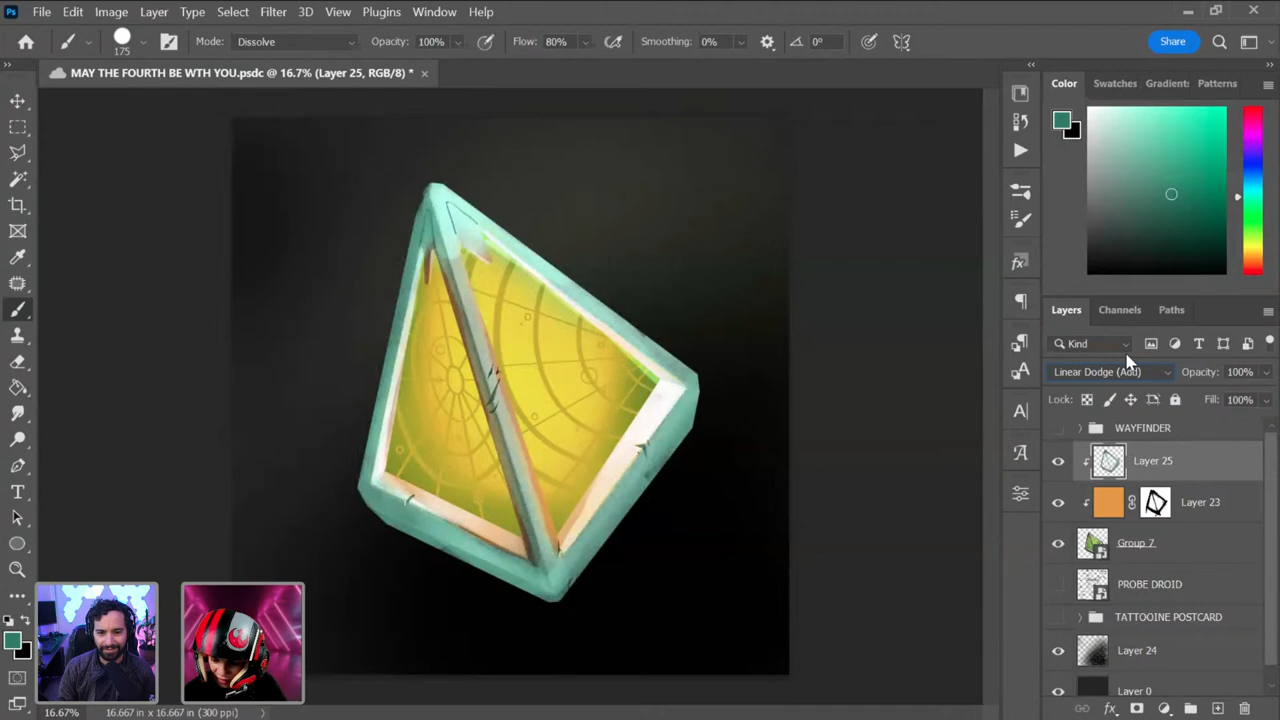 Ps File Edit Image Layer Type Select Filter 3D View Plugins Window Help
175 Mode: Dissolve Opacity: 100% Flow: 80% Smoothing: 0% 0° Share
MAY THE FOURTH BE WTH YOU.psdc @ 16.7% (Layer 25, RGB/8) *
Color Swatches Gradient Patterns
Layers Channels Paths
Kind
Linear Dodge (Add) Opacity: 100%
Lock: Fill: 100%
WAYFINDER
Layer 25
Layer 23
Group 7
PROBE DROID
TATTOOINE POSTCARD
Layer 24
Layer 0
16.67% 16.667 in x 16.667 in (300 ppi)